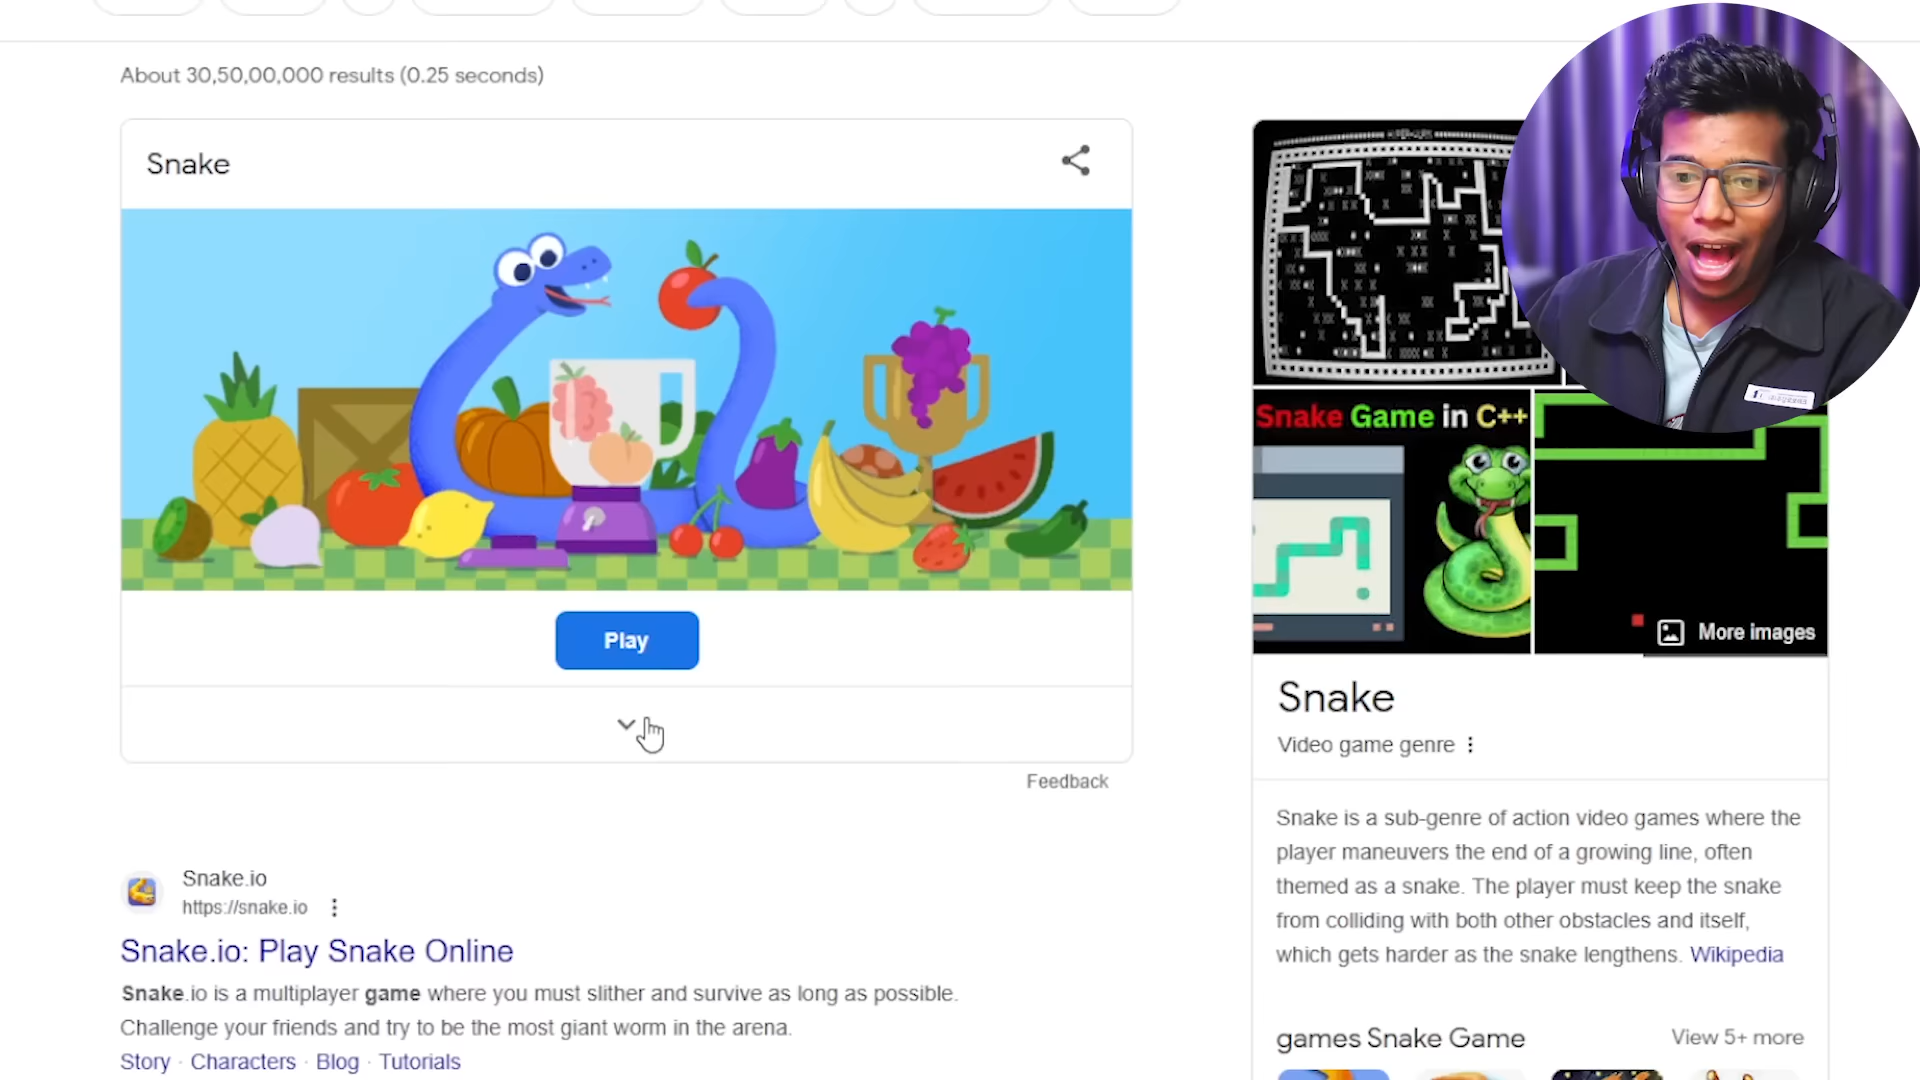 About 30,50,00,000 results (0.25 seconds)
Snake
Play
Feedback
Snake.io
https://snake.io
Snake.io: Play Snake Online
Snake.io is a multiplayer game where you must slither and survive as long as possible.
Challenge your friends and try to be the most giant worm in the arena.
Story · Characters · Blog · Tutorials
Snake Game in C++
More images
Snake
Video game genre
Snake is a sub-genre of action video games where the
player maneuvers the end of a growing line, often
themed as a snake. The player must keep the snake
from colliding with both other obstacles and itself,
which gets harder as the snake lengthens. Wikipedia
games Snake Game
View 5+ more